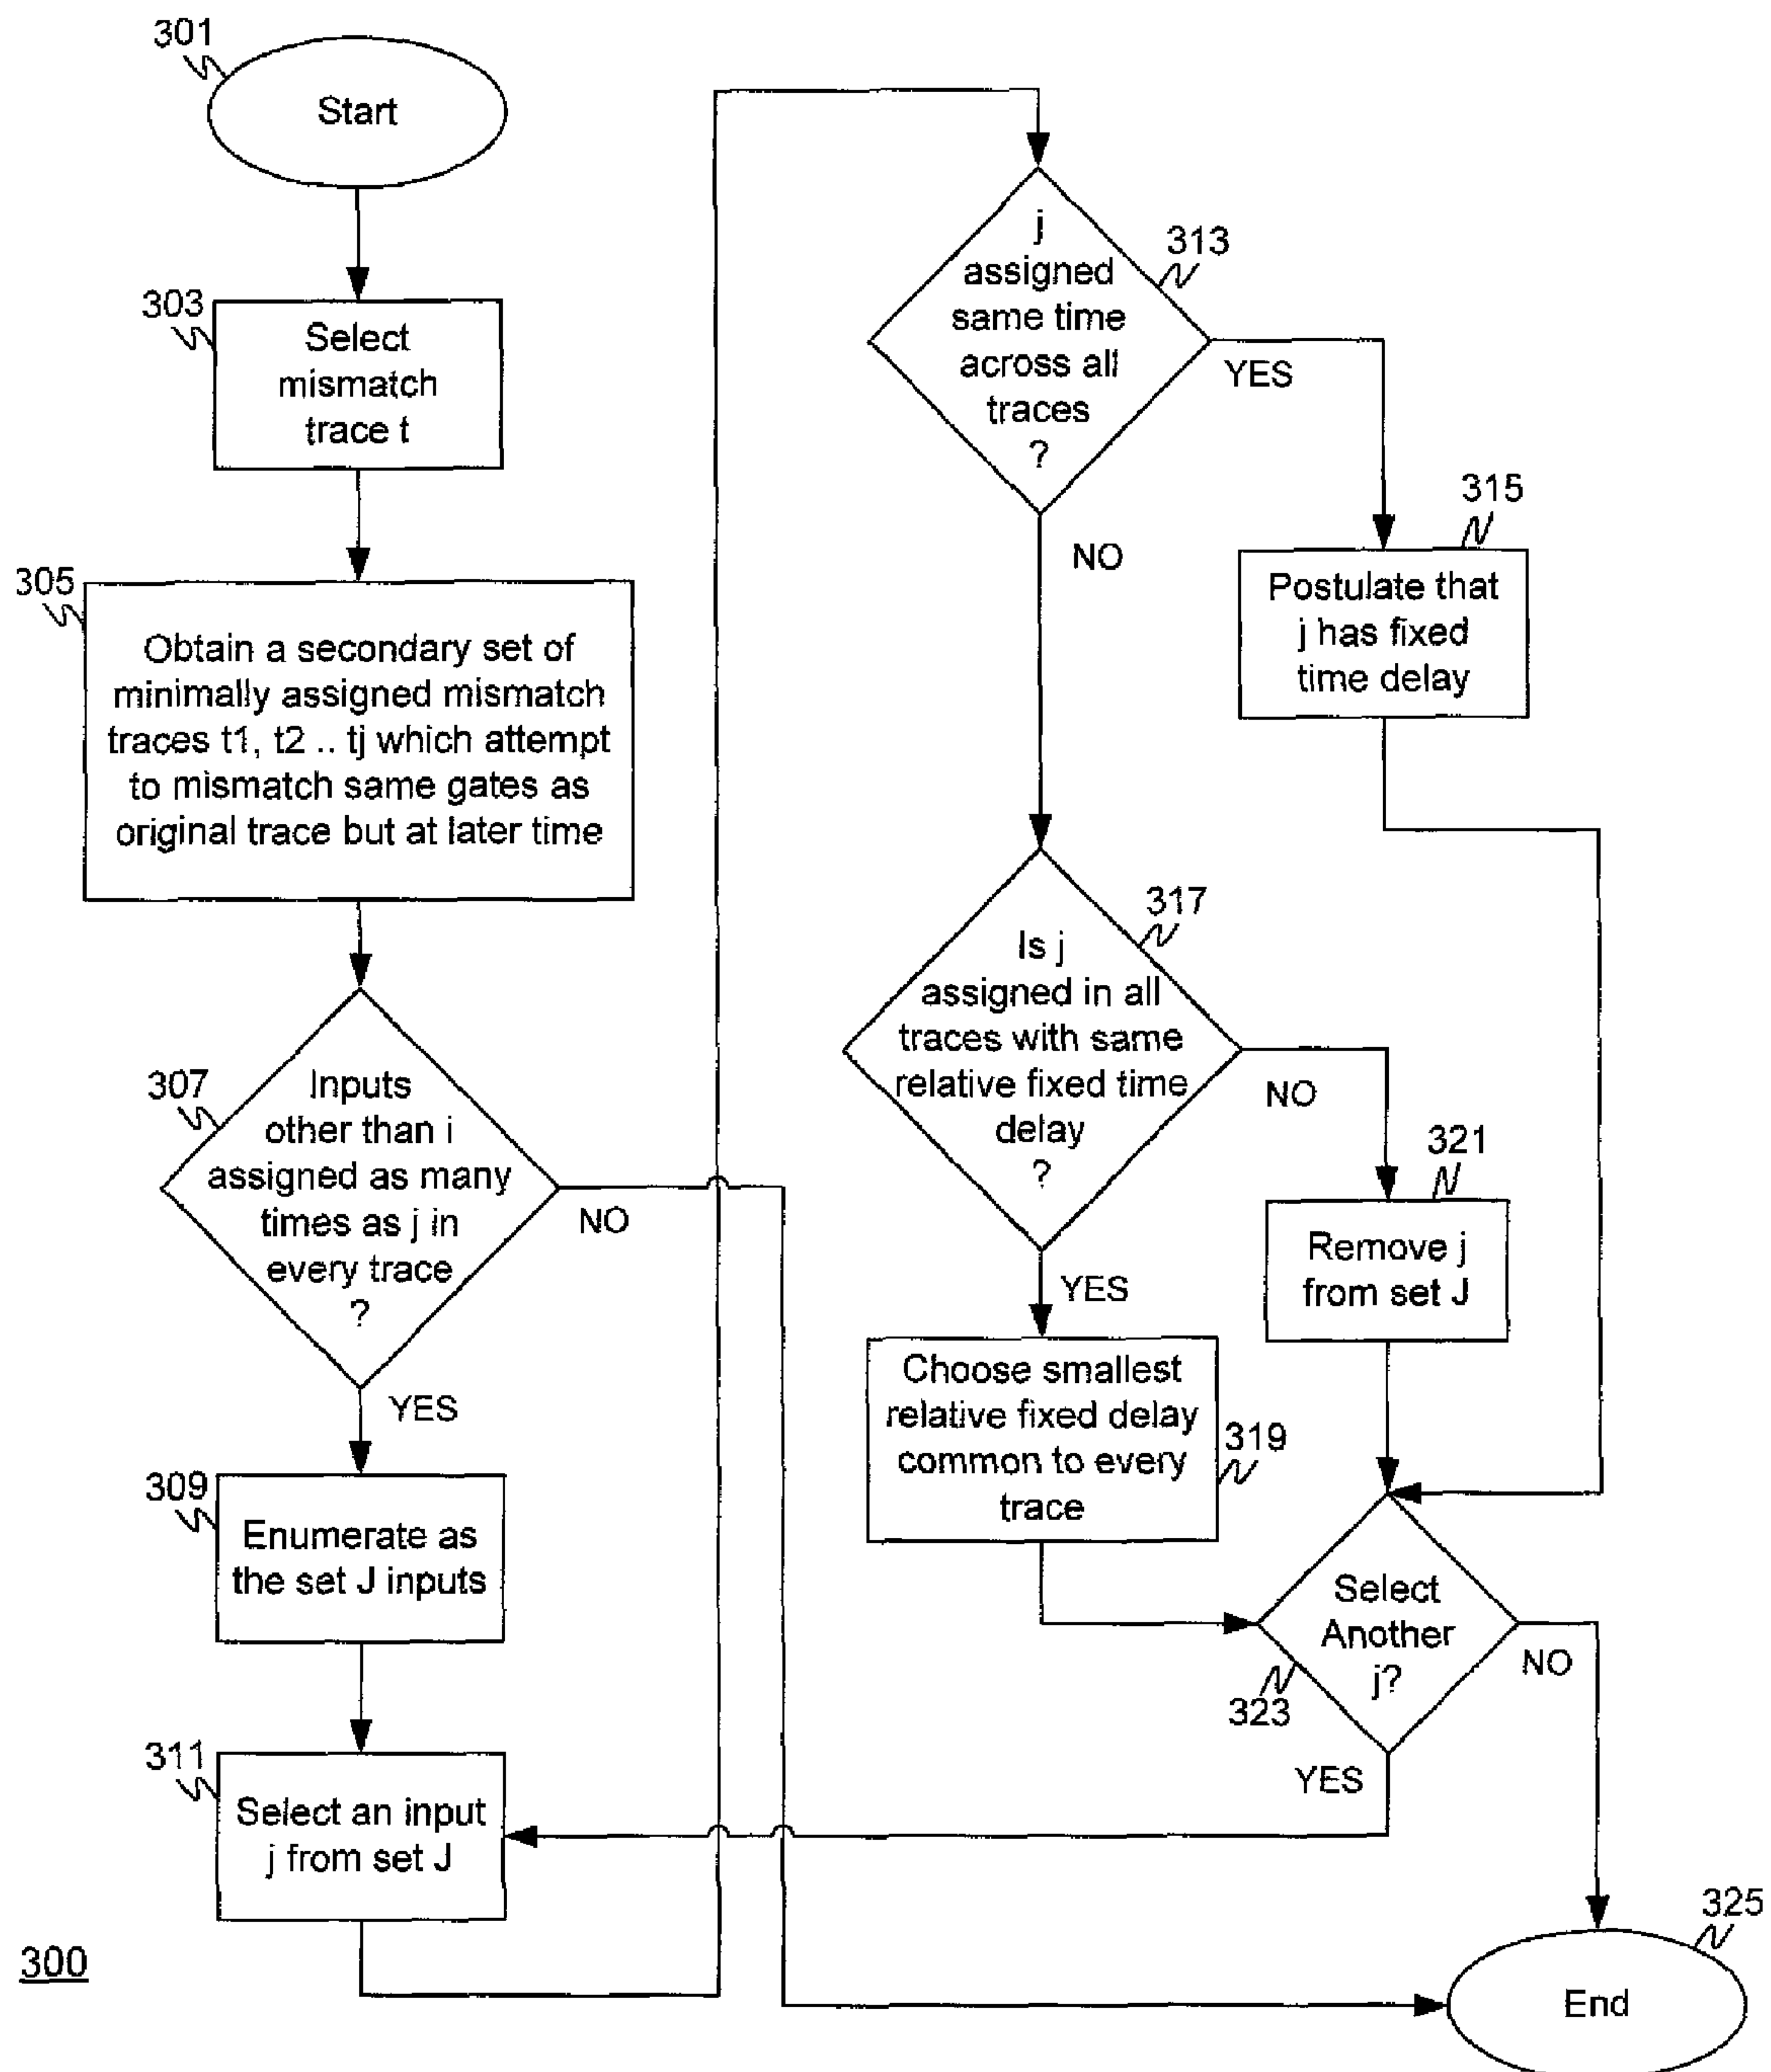 301
Start
303
Select
mismatch
trace t
305
Obtain a secondary set of
minimally assigned mismatch
traces t1, t2 .. tj which attempt
to mismatch same gates as
original trace but at later time
307
Inputs
other than i
assigned as many
times as j in
every trace
?
NO
YES
309
Enumerate as
the set J inputs
311
Select an input
j from set J
300
j
assigned
same time
across all
traces
?
313
YES
NO
315
Postulate that
j has fixed
time delay
317
Is j
assigned in all
traces with same
relative fixed time
delay
?
NO
YES
321
Remove j
from set J
Choose smallest
relative fixed delay
common to every
trace
319
Select
Another
j?
323
NO
YES
325
End